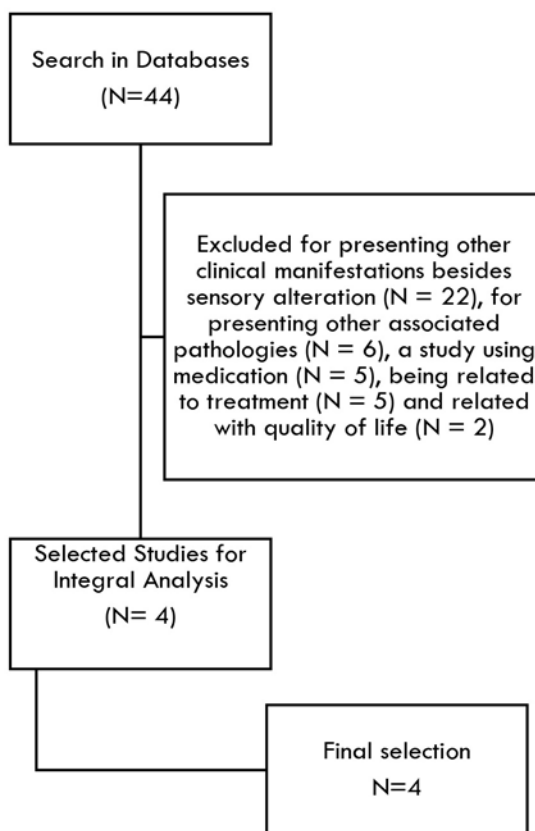 Search in Databases
(N=44)
Excluded for presenting other
clinical manifestations besides
sensory alteration (N = 22), for
presenting other associated
pathologies (N = 6), a study using
medication (N = 5), being related
to treatment (N = 5) and related
with quality of life (N = 2)
Selected Studies for
Integral Analysis
(N= 4)
Final selection
N=4